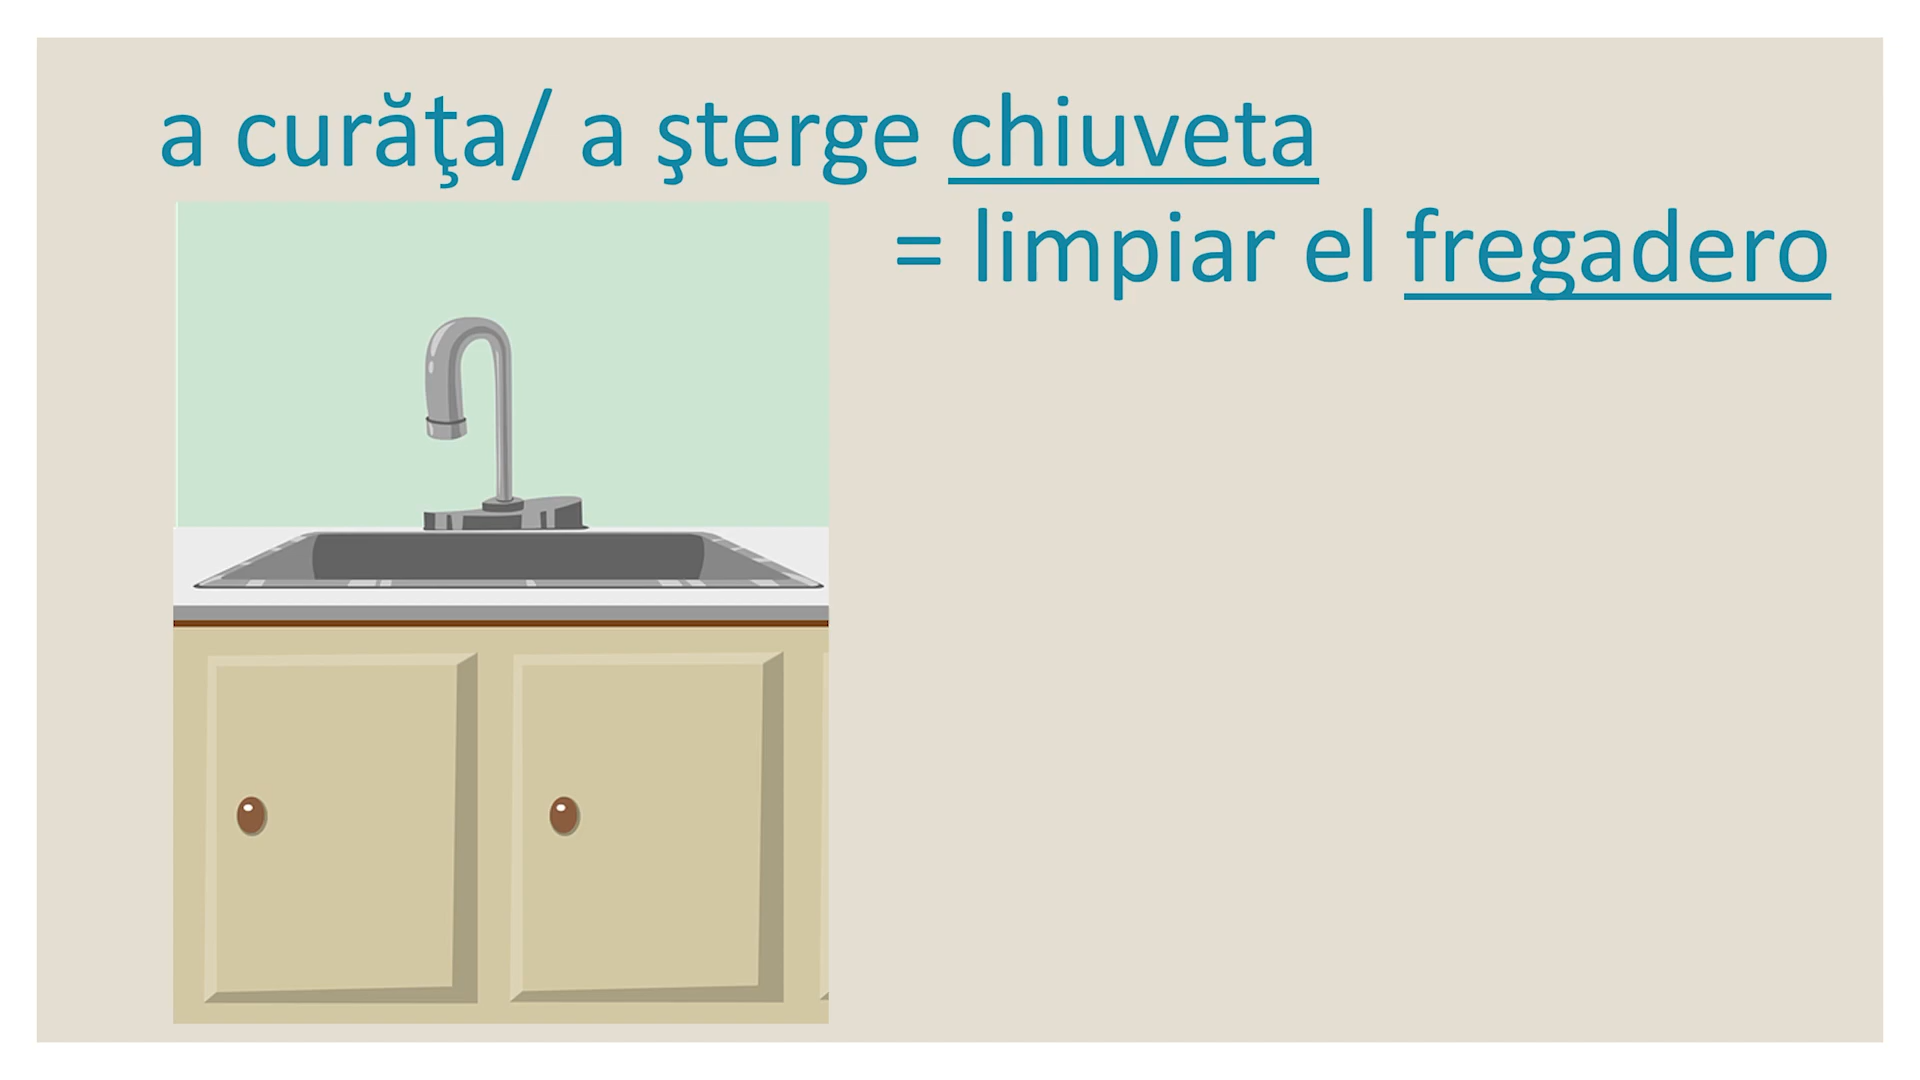 a curăţa/ a şterge chiuveta
= limpiar el fregadero